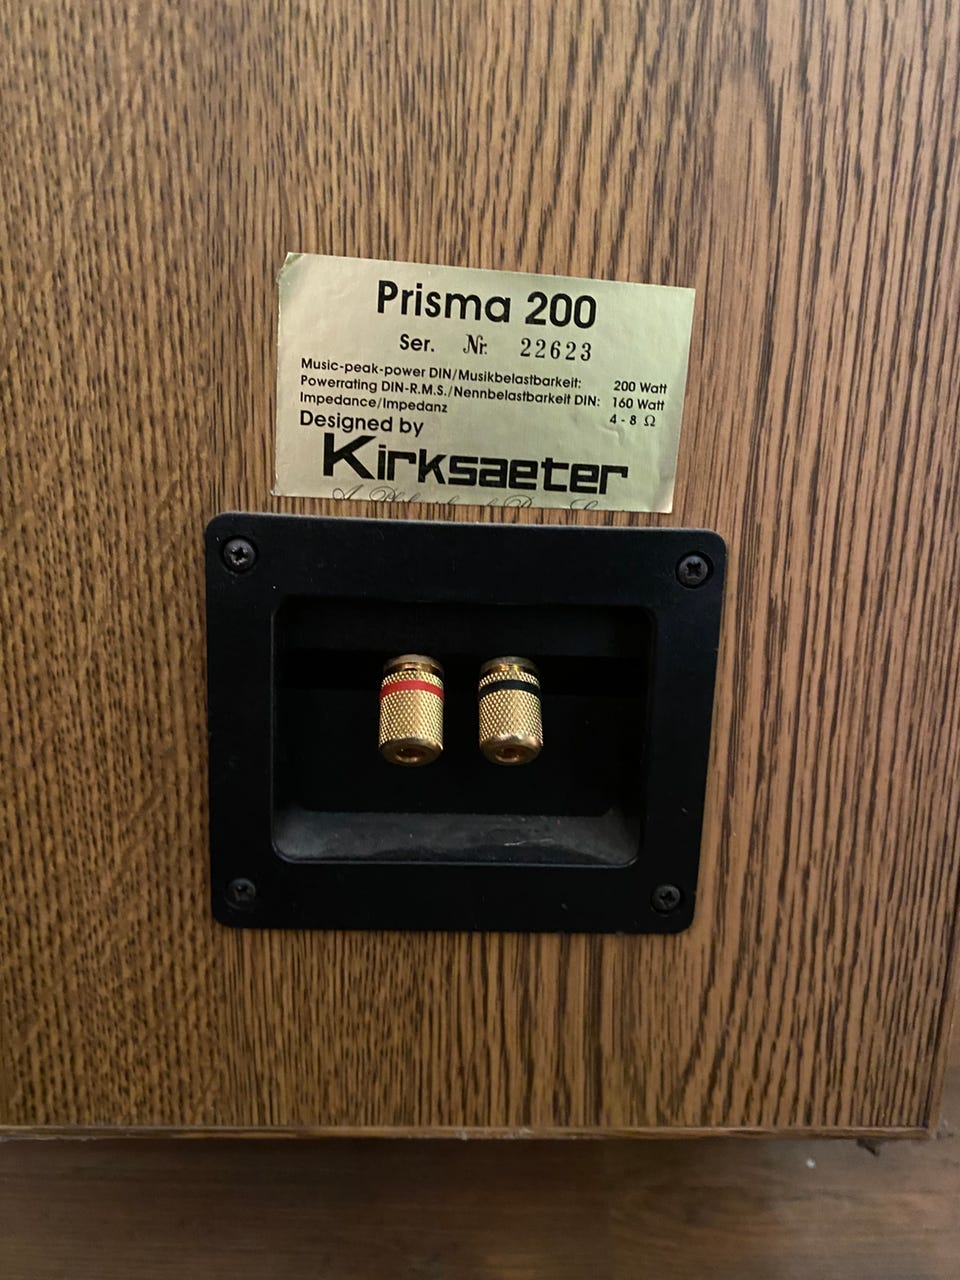 Prisma 200
Ser. Nr. 22623
Music-peak-power DIN/Musikbelastbarkeit: 200 Watt
Powerrating DIN-R.M.S./Nennbelastbarkeit DIN: 160 Watt
Impedance/Impedanz 4 - 8 Ω
Designed by
Kirksaeter